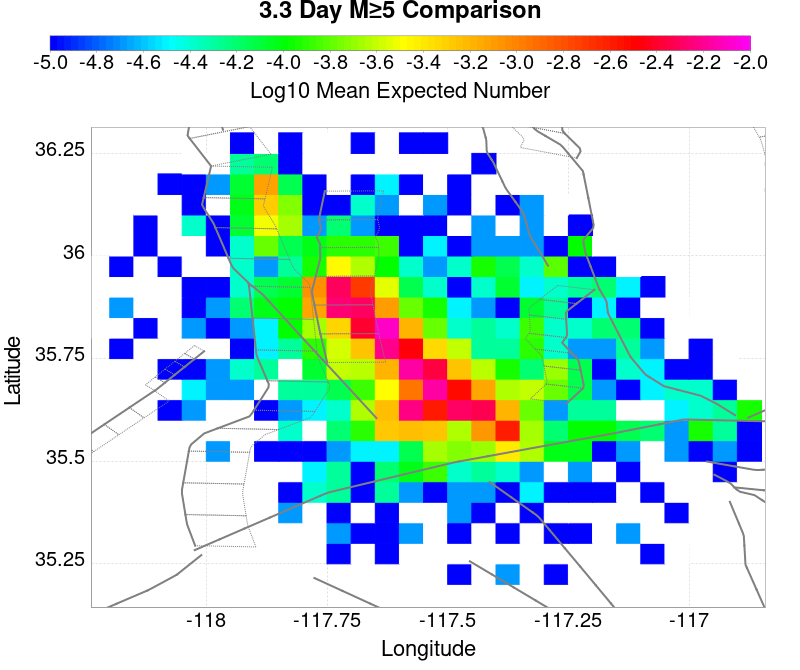 3.3 Day M≥5 Comparison
-5.0 -4.8 -4.6 -4.4 -4.2 -4.0 -3.8 -3.6 -3.4 -3.2 -3.0 -2.8 -2.6 -2.4 -2.2 -2.0
Log10 Mean Expected Number
36.25
36
35.75
35.5
35.25
Latitude
-118 -117.75 -117.5 -117.25 -117
Longitude